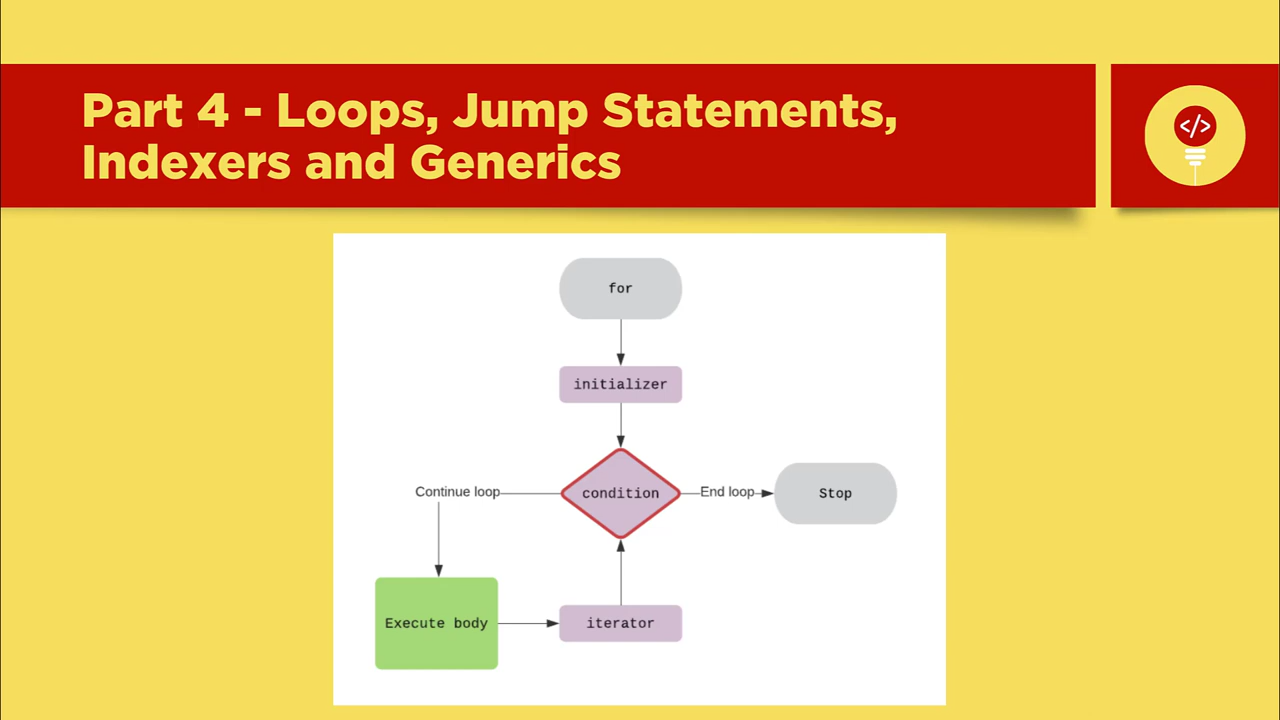 Part 4 - Loops, Jump Statements,
Indexers and Generics
</>
for
initializer
Continue loop
condition
End loop
Stop
Execute body
iterator